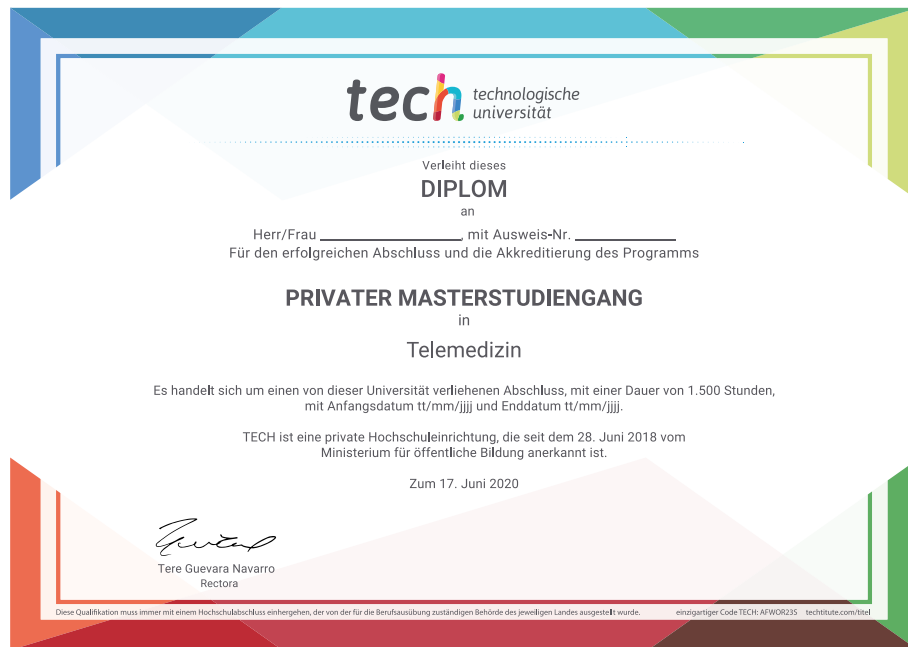 tech technologische
universität
Verleiht dieses
DIPLOM
an
Herr/Frau ____________________, mit Ausweis-Nr. ______________
Für den erfolgreichen Abschluss und die Akkreditierung des Programms
PRIVATER MASTERSTUDIENGANG
in
Telemedizin
Es handelt sich um einen von dieser Universität verliehenen Abschluss, mit einer Dauer von 1.500 Stunden,
mit Anfangsdatum tt/mm/jjjj und Enddatum tt/mm/jjjj.
TECH ist eine private Hochschuleinrichtung, die seit dem 28. Juni 2018 vom
Ministerium für öffentliche Bildung anerkannt ist.
Zum 17. Juni 2020
Tere Guevara Navarro
Rectora
Diese Qualifikation muss immer mit einem Hochschulabschluss einhergehen, der von der für die Berufsausübung zuständigen Behörde des jeweiligen Landes ausgestellt wurde. einzigartiger Code TECH: AFWOR23S techtitute.com/titel